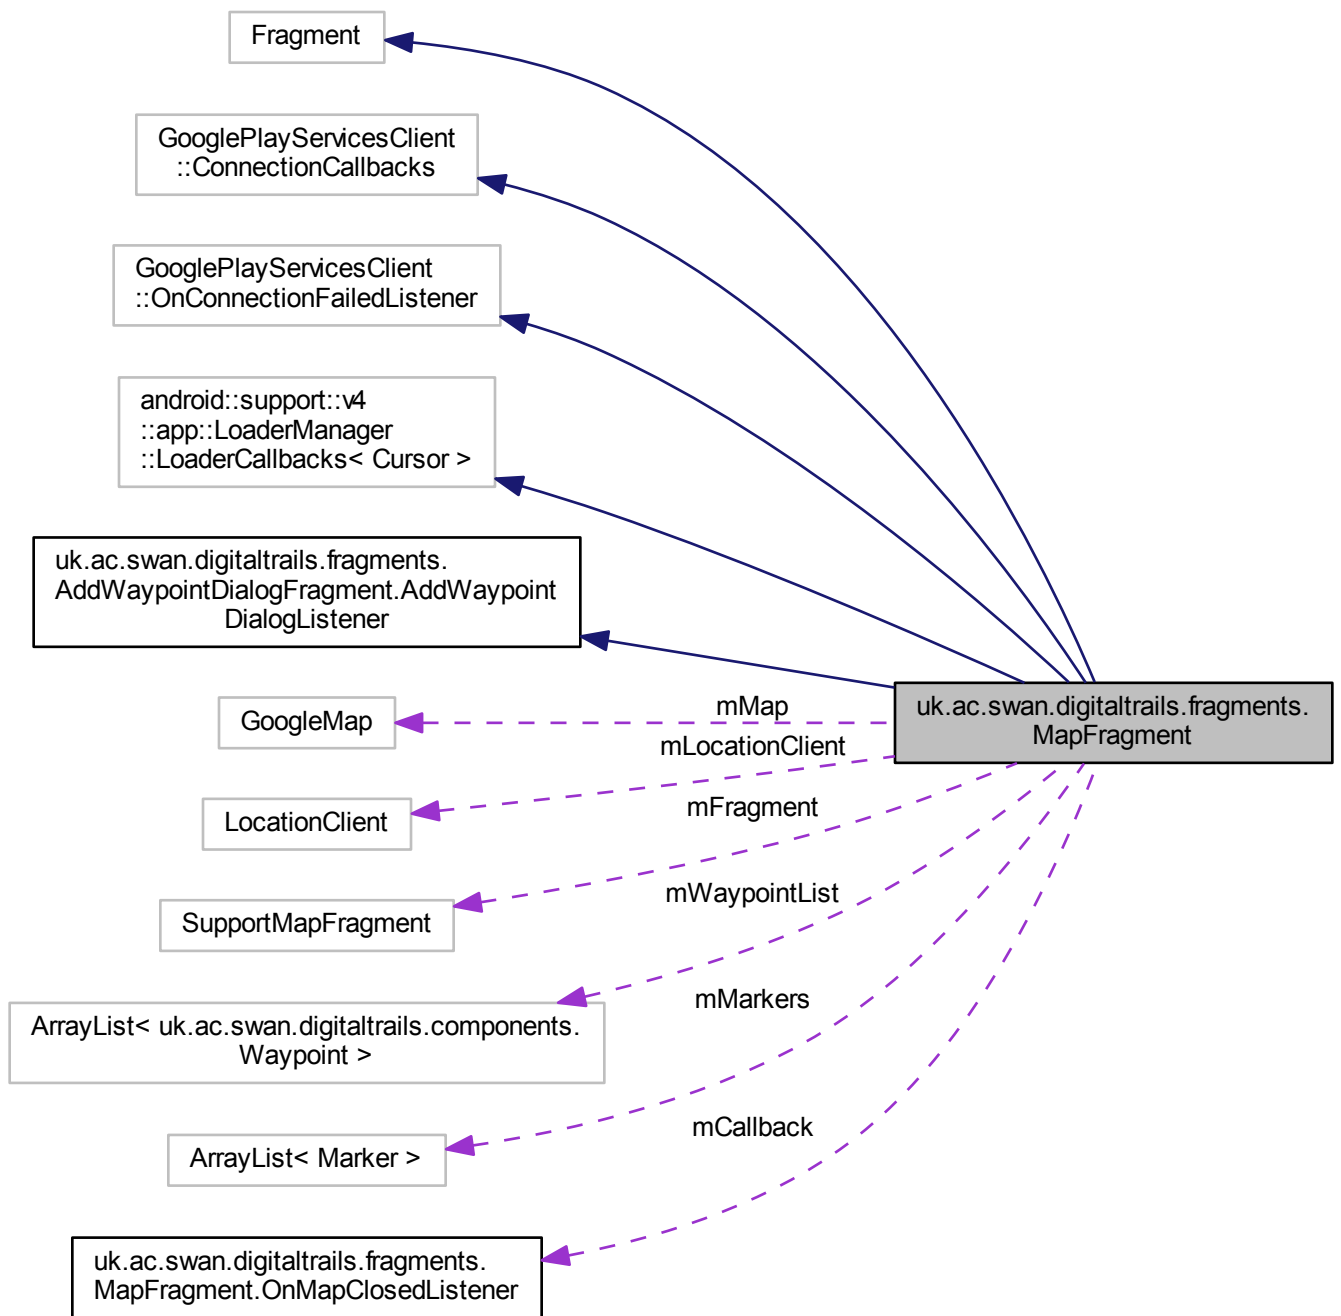 Fragment
GooglePlayServicesClient
::ConnectionCallbacks
GooglePlayServicesClient
::OnConnectionFailedListener
android::support::v4
::app::LoaderManager
::LoaderCallbacks< Cursor >
uk.ac.swan.digitaltrails.fragments.
AddWaypointDialogFragment.AddWaypoint
DialogListener
GoogleMap
mMap
uk.ac.swan.digitaltrails.fragments.
MapFragment
mLocationClient
LocationClient
mFragment
SupportMapFragment
mWaypointList
ArrayList< uk.ac.swan.digitaltrails.components.
Waypoint >
mMarkers
ArrayList< Marker >
mCallback
uk.ac.swan.digitaltrails.fragments.
MapFragment.OnMapClosedListener